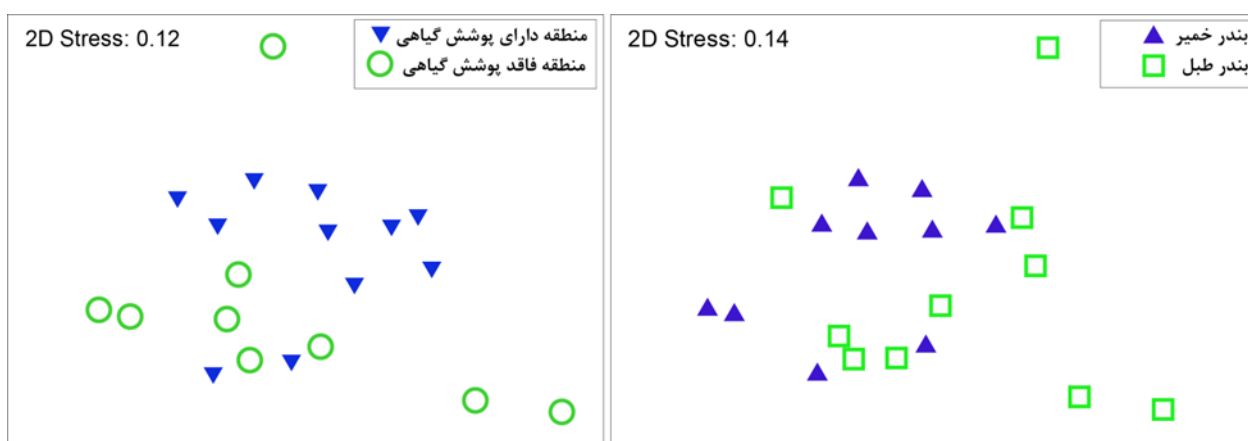 2D Stress: 0.12
منطقه دارای پوشش گیاهی
منطقه فاقد پوشش گیاهی
2D Stress: 0.14
بندر خمیر
بندر طبل